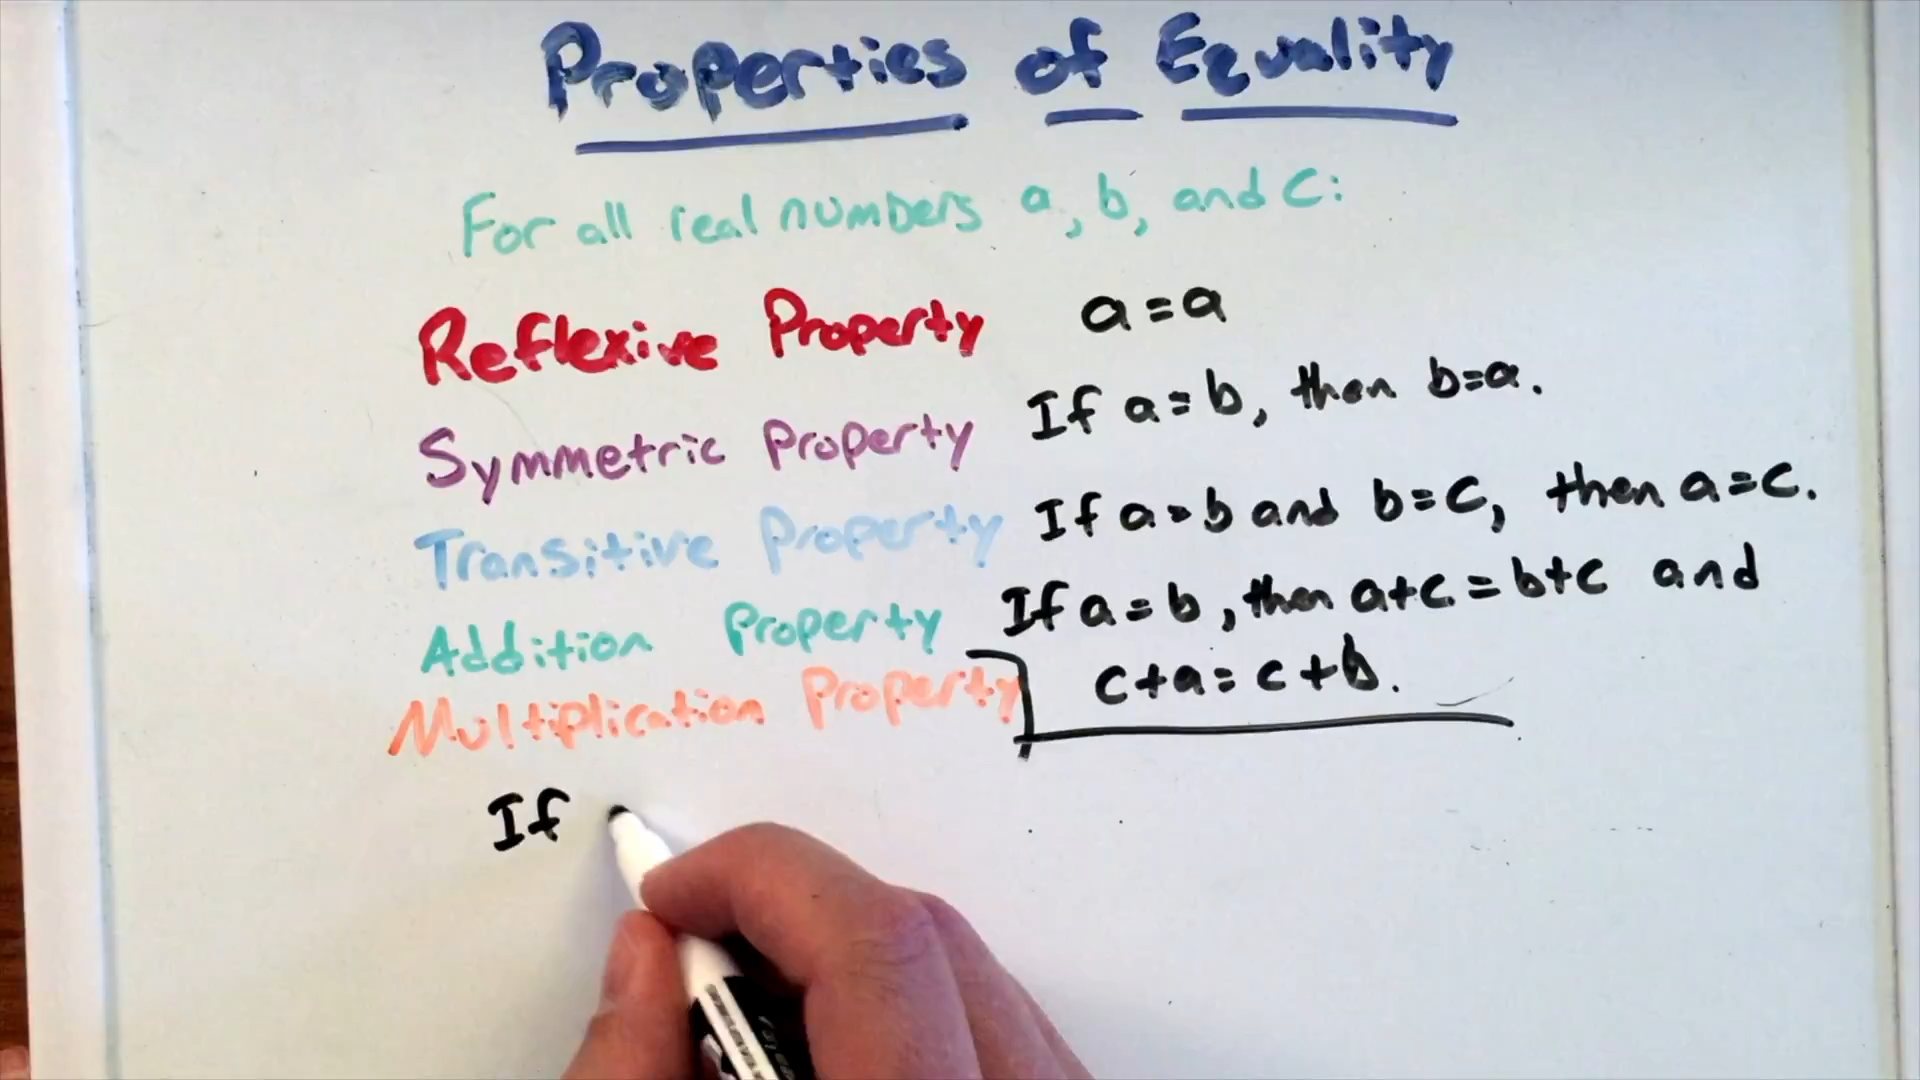 Properties of Equality
For all real numbers a, b, and c:
Reflexive Property a=a
Symmetric Property If a=b, then b=a.
Transitive Property If a=b and b=c, then a=c.
Addition Property If a=b, then a+c=b+c and
c+a=c+b.
Multiplication Property
If